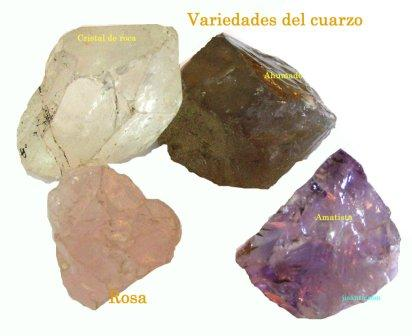 Variedades del cuarzo
Cristal de roca
Ahumado
Rosa
Amatista